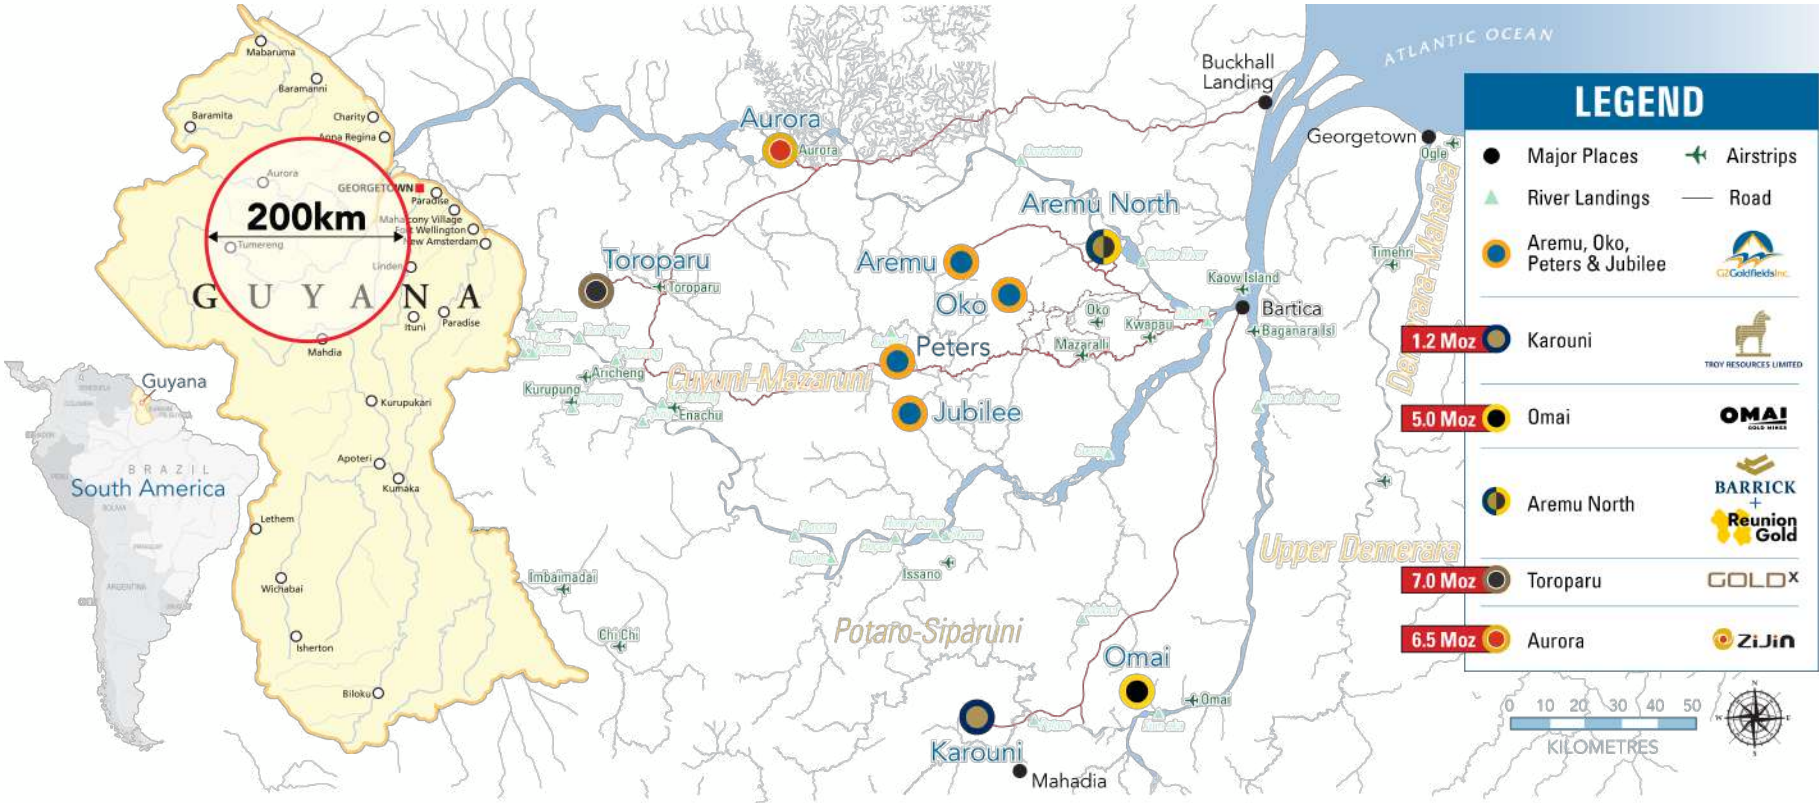 Mabaruma
Baramanni
Baramita
Charity
Anna Regina
Aurora
GEORGETOWN
Paradise
200km
Mahaicony Village
Fort Wellington
New Amsterdam
Tumereng
Linden
GUYANA
Ituni
Paradise
Mahdia
Kurupukari
Apoteri
Kumaka
Lethem
Wichabai
Isherton
Biloku
Guyana
BRAZIL
South America
ARGENTINA
ATLANTIC OCEAN
Buckhall
Landing
Georgetown
Ogle
Aurora
Aurora
Aremu North
Toroparu
Toroparu
Aremu
Oko
Timehri
Demerara-Mahaica
Kaow Island
Bartica
Baganara Isl
Oko
Kwapau
Mazaralli
Peters
Cuyuni-Mazaruni
Aricheng
Kurupung
Enachu
Jubilee
Upper Demerara
Issano
Imbaimadai
Chi Chi
Potaro-Siparuni
Omai
Omai
Karouni
Mahadia
LEGEND
Major Places
Airstrips
River Landings
Road
Aremu, Oko,
Peters & Jubilee
G2GoldfieldsInc.
1.2 Moz
Karouni
TROY RESOURCES LIMITED
5.0 Moz
Omai
OMAI
GOLD MINES
Aremu North
BARRICK
+
Reunion
Gold
7.0 Moz
Toroparu
GOLDX
6.5 Moz
Aurora
ZiJin
0 10 20 30 40 50
KILOMETRES
N
W
E
S